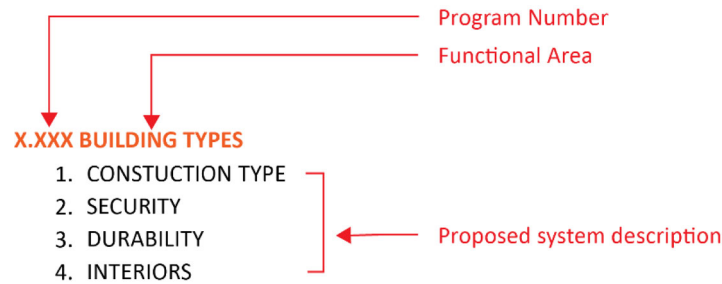 Program Number
Functional Area
X.XXX BUILDING TYPES
1. CONSTUCTION TYPE
2. SECURITY
3. DURABILITY
Proposed system description
4. INTERIORS